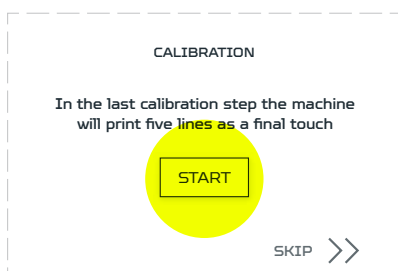 CALIBRATION
In the last calibration step the machine
will print five lines as a final touch
START
SKIP